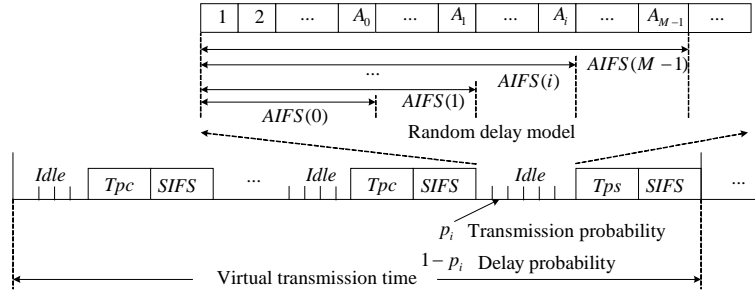 1 2 ... A₀ ... A₁ ... Aᵢ ... A_{M−1} ...
AIFS(M −1)
... AIFS(i)
AIFS(1)
AIFS(0)
Random delay model
Idle Tpc SIFS ... Idle Tpc SIFS Idle Tps SIFS ...
pᵢ Transmission probability
1− pᵢ Delay probability
Virtual transmission time